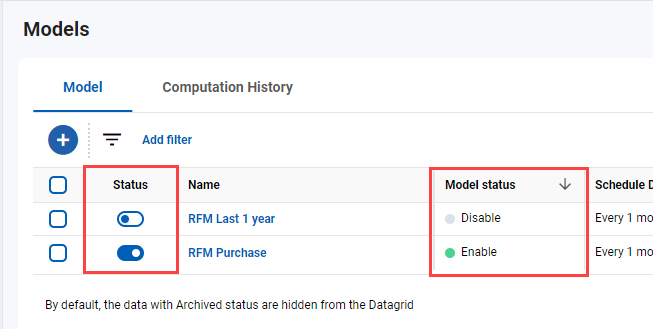 Models
Model Computation History
Add filter
Status Name Model status Schedule D
RFM Last 1 year Disable Every 1 mo
RFM Purchase Enable Every 1 mo
By default, the data with Archived status are hidden from the Datagrid